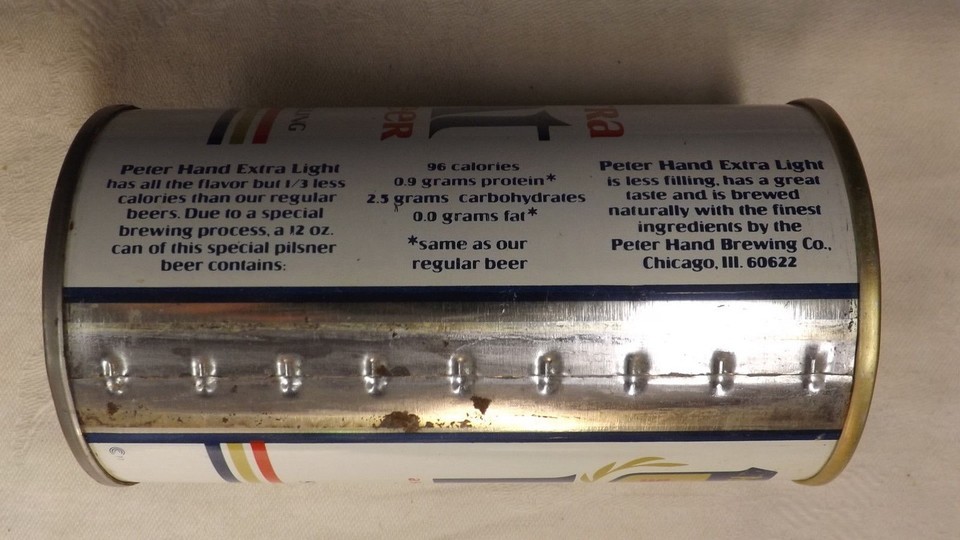 Peter Hand Extra Light
has all the flavor but 1/3 less
calories than our regular
beers. Due to a special
brewing process, a 12 oz.
can of this special pilsner
beer contains:
96 calories
0.9 grams protein*
2.5 grams carbohydrates
0.0 grams fat*
*same as our
regular beer
Peter Hand Extra Light
is less filling, has a great
taste and is brewed
naturally with the finest
ingredients by the
Peter Hand Brewing Co.,
Chicago, Ill. 60622